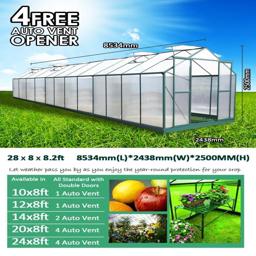 4 FREE
AUTO VENT
OPENER
8534mm
2500mm
2438mm
28 x 8 x 8.2ft 8534mm(L)*2438mm(W)*2500MM(H)
Let weather pass you by as you enjoy the year-round protection for your crop.
Available in All Standard with Double Doors
10x8ft 1 Auto Vent
12x8ft 1 Auto Vent
14x8ft 2 Auto Vent
20x8ft 4 Auto Vent
24x8ft 4 Auto Vent